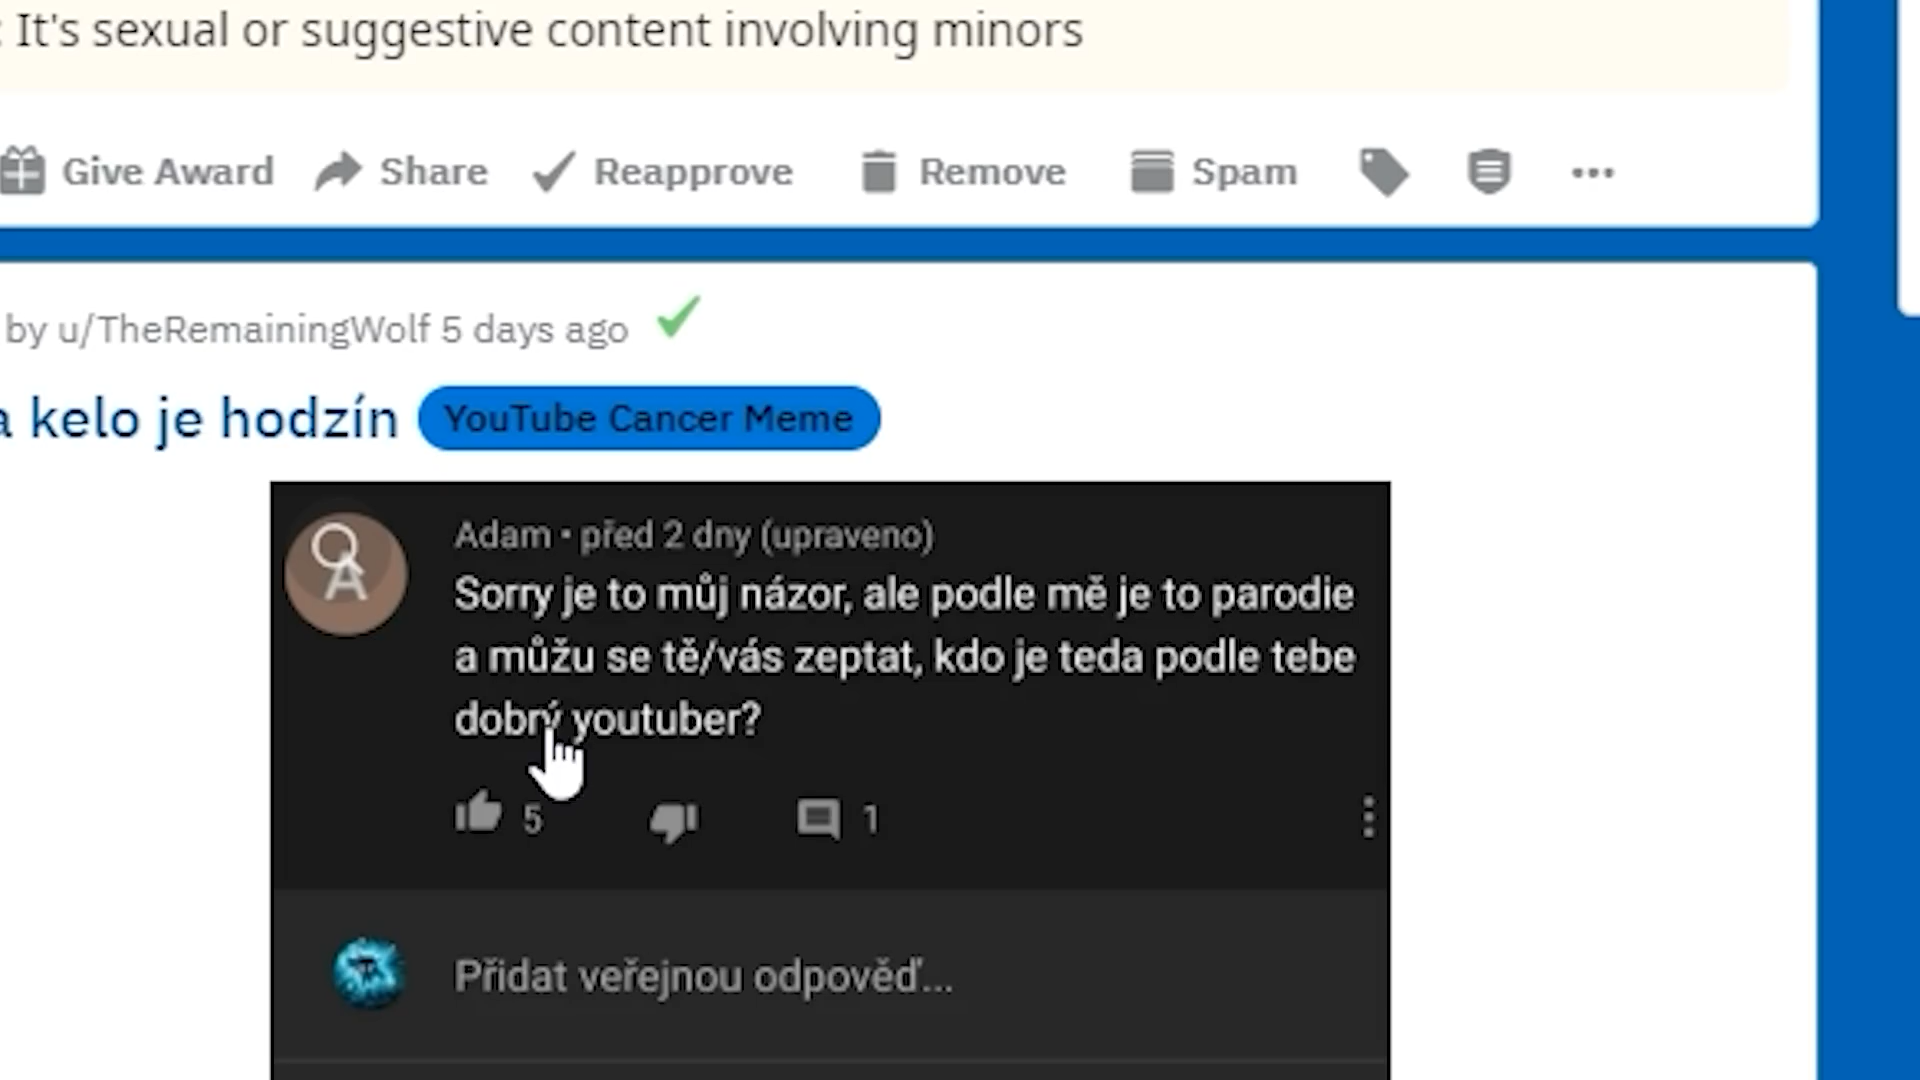 : It's sexual or suggestive content involving minors
Give Award Share Reapprove Remove Spam
by u/TheRemainingWolf 5 days ago
a kelo je hodzín YouTube Cancer Meme
Adam • před 2 dny (upraveno)
Sorry je to můj názor, ale podle mě je to parodie
a můžu se tě/vás zeptat, kdo je teda podle tebe
dobrý youtuber?
5 1
Přidat veřejnou odpověď...